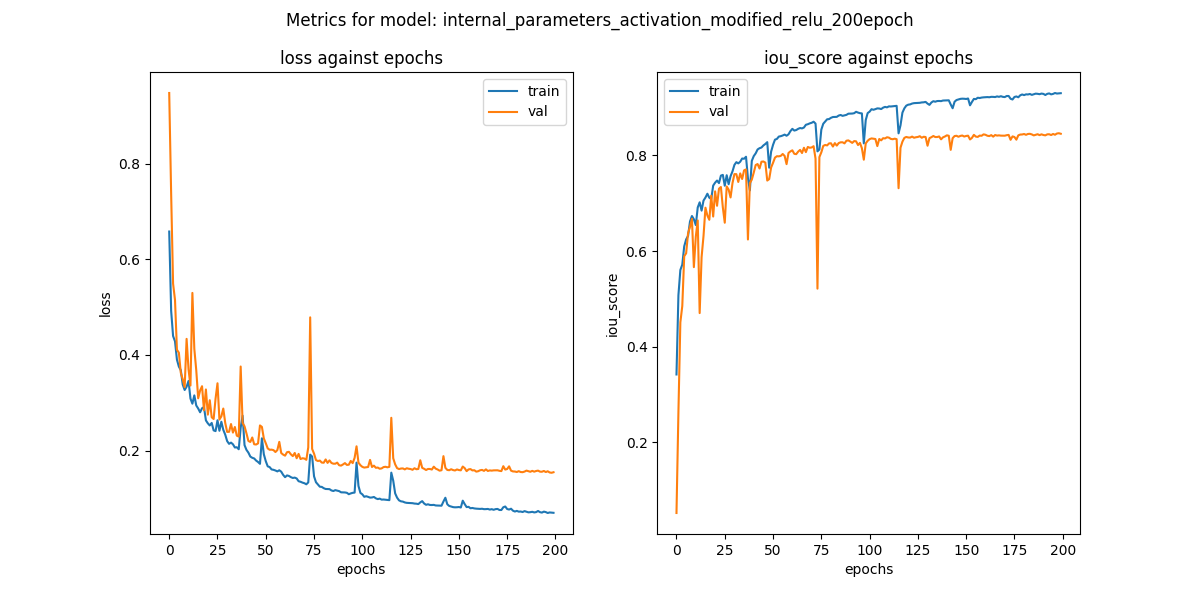 Metrics for model: internal_parameters_activation_modified_relu_200epoch
loss against epochs
train
val
0.8
0.6
0.4
0.2
loss
0 25 50 75 100 125 150 175 200
epochs
iou_score against epochs
train
val
0.8
0.6
0.4
0.2
iou_score
0 25 50 75 100 125 150 175 200
epochs